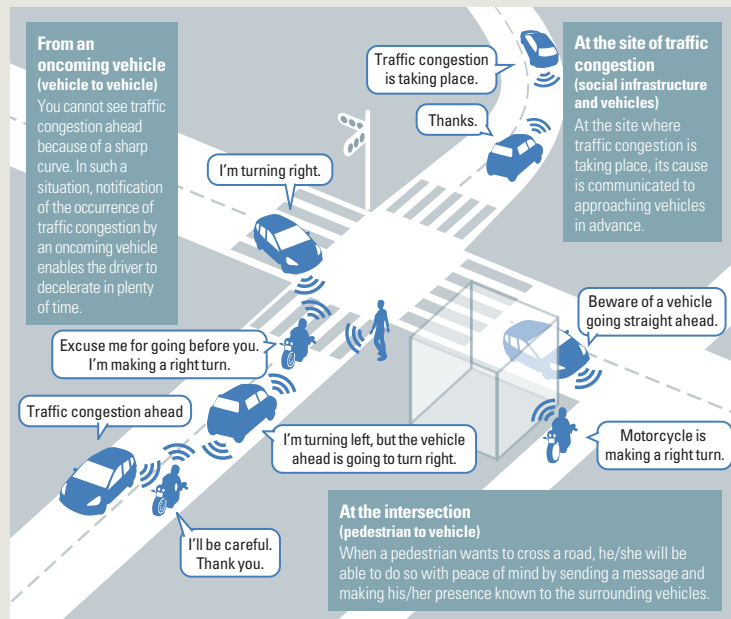 From an
oncoming vehicle
(vehicle to vehicle)
You cannot see traffic
congestion ahead
because of a sharp
curve. In such a
situation, notification
of the occurrence of
traffic congestion by
an oncoming vehicle
enables the driver to
decelerate in plenty
of time.
Traffic congestion
is taking place.
Thanks.
At the site of traffic
congestion
(social infrastructure
and vehicles)
At the site where
traffic congestion is
taking place, its cause
is communicated to
approaching vehicles
in advance.
I'm turning right.
Beware of a vehicle
going straight ahead.
Excuse me for going before you.
I'm making a right turn.
Traffic congestion ahead
I'm turning left, but the vehicle
ahead is going to turn right.
Motorcycle is
making a right turn.
I'll be careful.
Thank you.
At the intersection
(pedestrian to vehicle)
When a pedestrian wants to cross a road, he/she will be
able to do so with peace of mind by sending a message and
making his/her presence known to the surrounding vehicles.